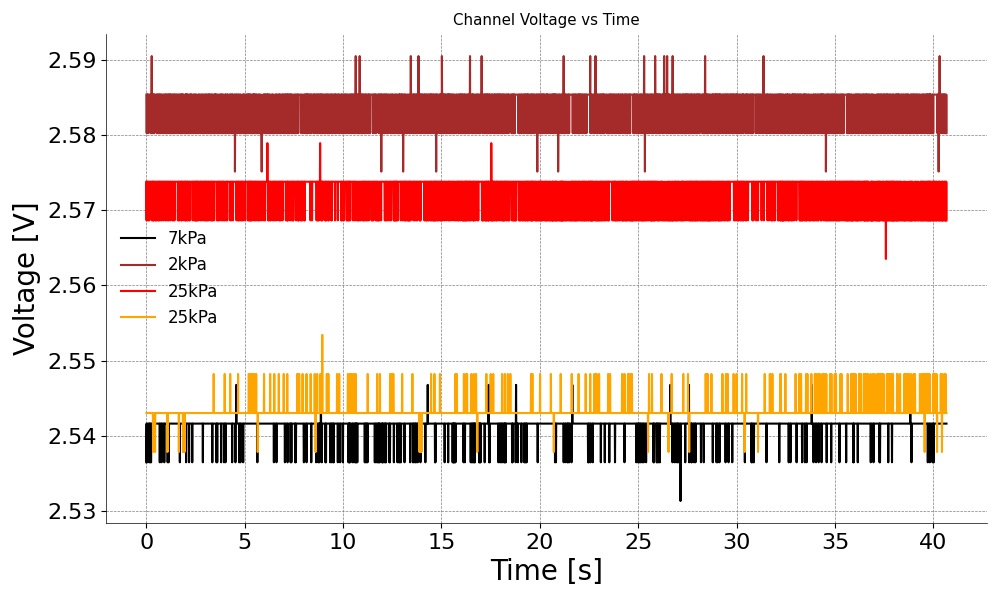 Channel Voltage vs Time
Voltage [V]
2.59
2.58
2.57
2.56
2.55
2.54
2.53
7kPa
2kPa
25kPa
25kPa
0 5 10 15 20 25 30 35 40
Time [s]